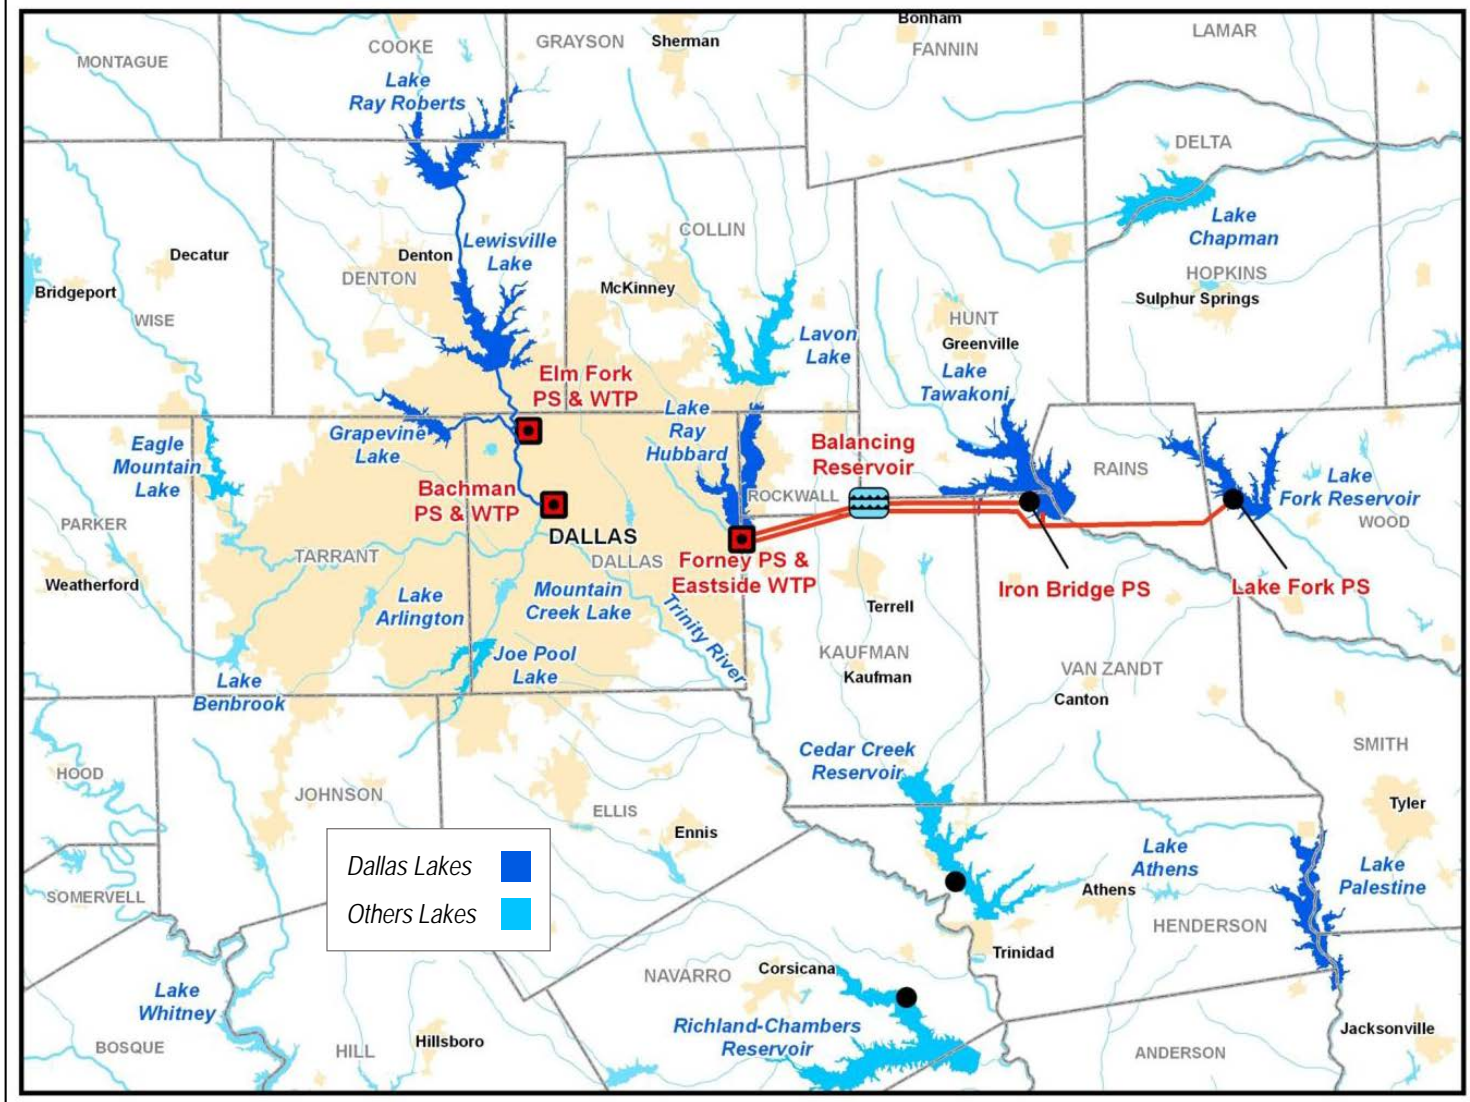 Bonham
LAMAR
COOKE
GRAYSON
Sherman
FANNIN
MONTAGUE
Lake
Ray Roberts
DELTA
Lake
Chapman
COLLIN
Lewisville
Lake
Decatur
Denton
DENTON
HOPKINS
Sulphur Springs
Bridgeport
McKinney
WISE
HUNT
Greenville
Lavon
Lake
Lake
Tawakoni
Elm Fork
PS & WTP
Lake
Ray
Hubbard
Grapevine
Lake
Eagle
Mountain
Lake
Balancing
Reservoir
RAINS
Lake
Fork Reservoir
Bachman
PS & WTP
ROCKWALL
WOOD
PARKER
DALLAS
TARRANT
DALLAS
Forney PS &
Eastside WTP
Weatherford
Lake
Arlington
Mountain
Creek Lake
Iron Bridge PS
Lake Fork PS
Trinity River
Terrell
Joe Pool
Lake
KAUFMAN
Kaufman
VAN ZANDT
Canton
Lake
Benbrook
Cedar Creek
Reservoir
SMITH
HOOD
JOHNSON
ELLIS
Tyler
Ennis
Dallas Lakes
Others Lakes
Lake
Athens
Athens
Lake
Palestine
SOMERVELL
HENDERSON
Trinidad
NAVARRO
Corsicana
Lake
Whitney
Richland-Chambers
Reservoir
Jacksonville
BOSQUE
HILL
Hillsboro
ANDERSON